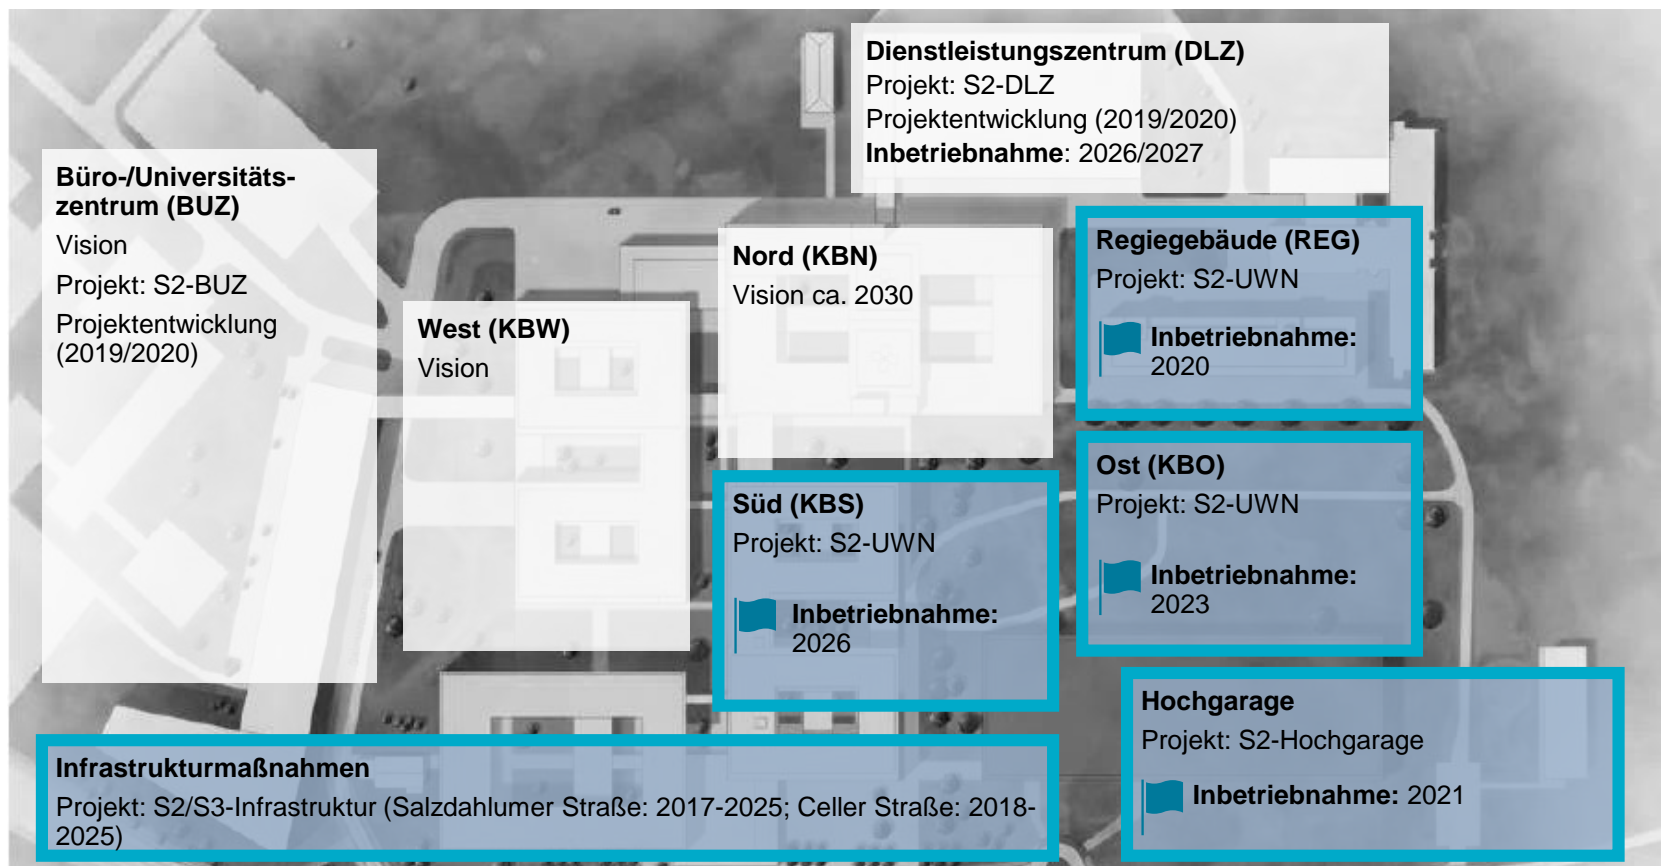 Dienstleistungszentrum (DLZ)
Projekt: S2-DLZ
Projektentwicklung (2019/2020)
Inbetriebnahme: 2026/2027
Büro-/Universitäts-
zentrum (BUZ)
Vision
Projekt: S2-BUZ
Projektentwicklung
(2019/2020)
West (KBW)
Vision
Nord (KBN)
Vision ca. 2030
Regiegebäude (REG)
Projekt: S2-UWN
Inbetriebnahme:
2020
Süd (KBS)
Projekt: S2-UWN
Inbetriebnahme:
2026
Ost (KBO)
Projekt: S2-UWN
Inbetriebnahme:
2023
Hochgarage
Projekt: S2-Hochgarage
Inbetriebnahme: 2021
Infrastrukturmaßnahmen
Projekt: S2/S3-Infrastruktur (Salzdahlumer Straße: 2017-2025; Celler Straße: 2018-
2025)